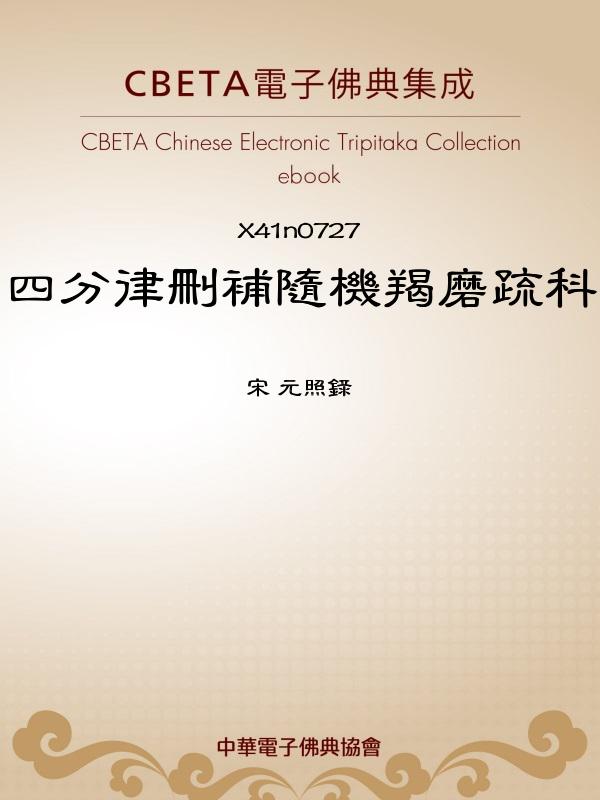 CBETA電子佛典集成
CBETA Chinese Electronic Tripitaka Collection
ebook
X41n0727
四分律刪補隨機羯磨疏科
宋 元照錄
中華電子佛典協會